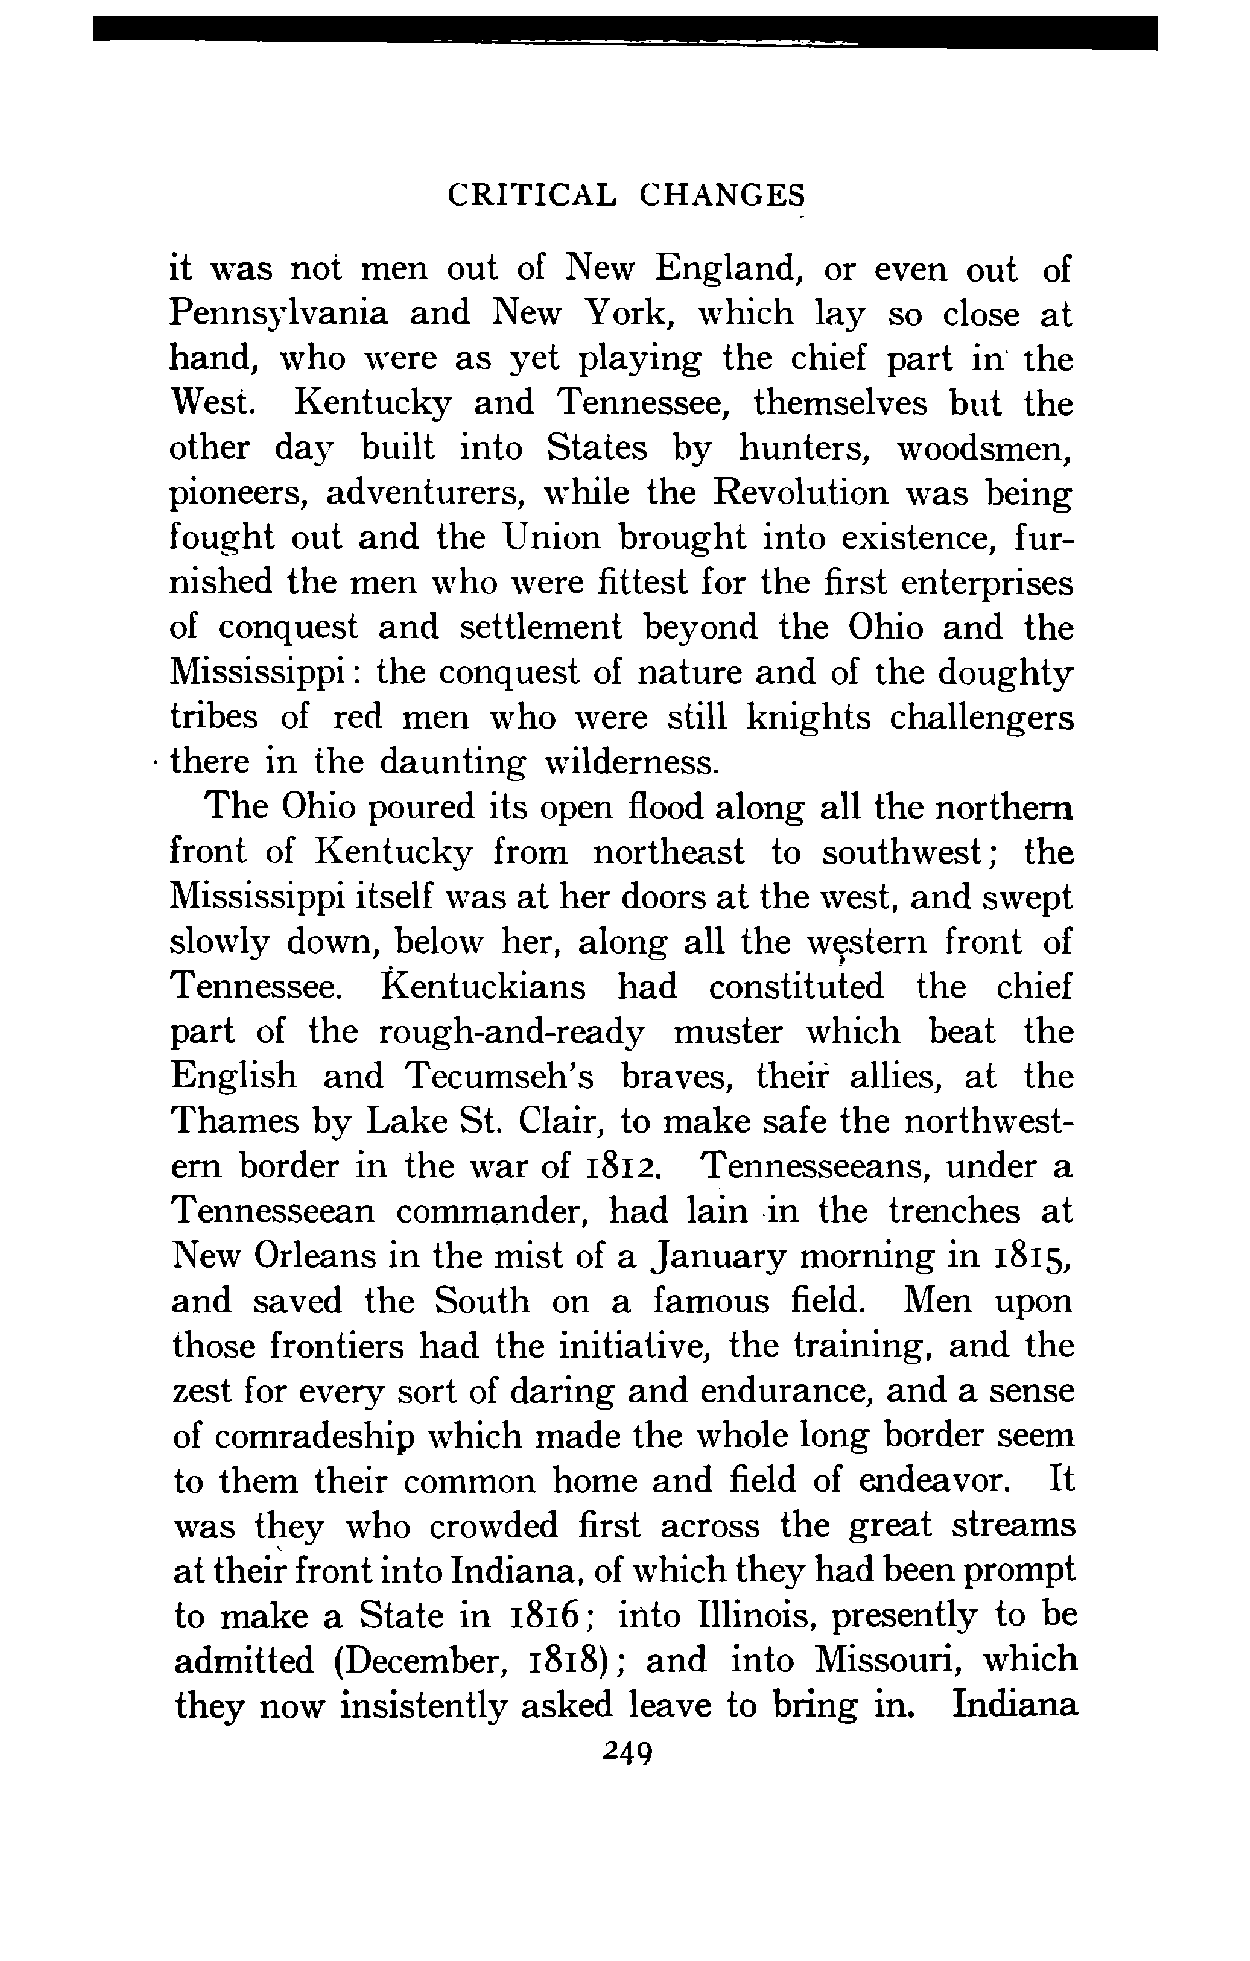 CRITICAL CHANGES
it was not men out of New England, or even out of
Pennsylvania and New York, which lay so close at
hand, who were as yet playing the chief part in the
West. Kentucky and Tennessee, themselves but the
other day built into States by hunters, woodsmen,
pioneers, adventurers, while the Revolution was being
fought out and the Union brought into existence, fur-
nished the men who were fittest for the first enterprises
of conquest and settlement beyond the Ohio and the
Mississippi: the conquest of nature and of the doughty
tribes of red men who were still knights challengers
there in the daunting wilderness.
The Ohio poured its open flood along all the northern
front of Kentucky from northeast to southwest; the
Mississippi itself was at her doors at the west, and swept
slowly down, below her, along all the western front of
Tennessee. Kentuckians had constituted the chief
part of the rough-and-ready muster which beat the
English and Tecumseh's braves, their allies, at the
Thames by Lake St. Clair, to make safe the northwest-
ern border in the war of 1812. Tennesseeans, under a
Tennesseean commander, had lain in the trenches at
New Orleans in the mist of a January morning in 1815,
and saved the South on a famous field. Men upon
those frontiers had the initiative, the training, and the
zest for every sort of daring and endurance, and a sense
of comradeship which made the whole long border seem
to them their common home and field of endeavor. It
was they who crowded first across the great streams
at their front into Indiana, of which they had been prompt
to make a State in 1816; into Illinois, presently to be
admitted (December, 1818); and into Missouri, which
they now insistently asked leave to bring in. Indiana
249